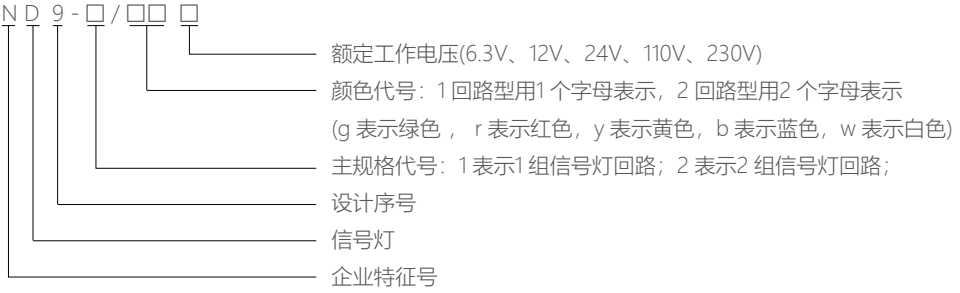 N D 9 - □ / □□ □
额定工作电压(6.3V、12V、24V、110V、230V)
颜色代号：1 回路型用1 个字母表示，2 回路型用2 个字母表示
(g 表示绿色 ， r 表示红色，y 表示黄色，b 表示蓝色，w 表示白色)
主规格代号：1 表示1 组信号灯回路；2 表示2 组信号灯回路；
设计序号
信号灯
企业特征号